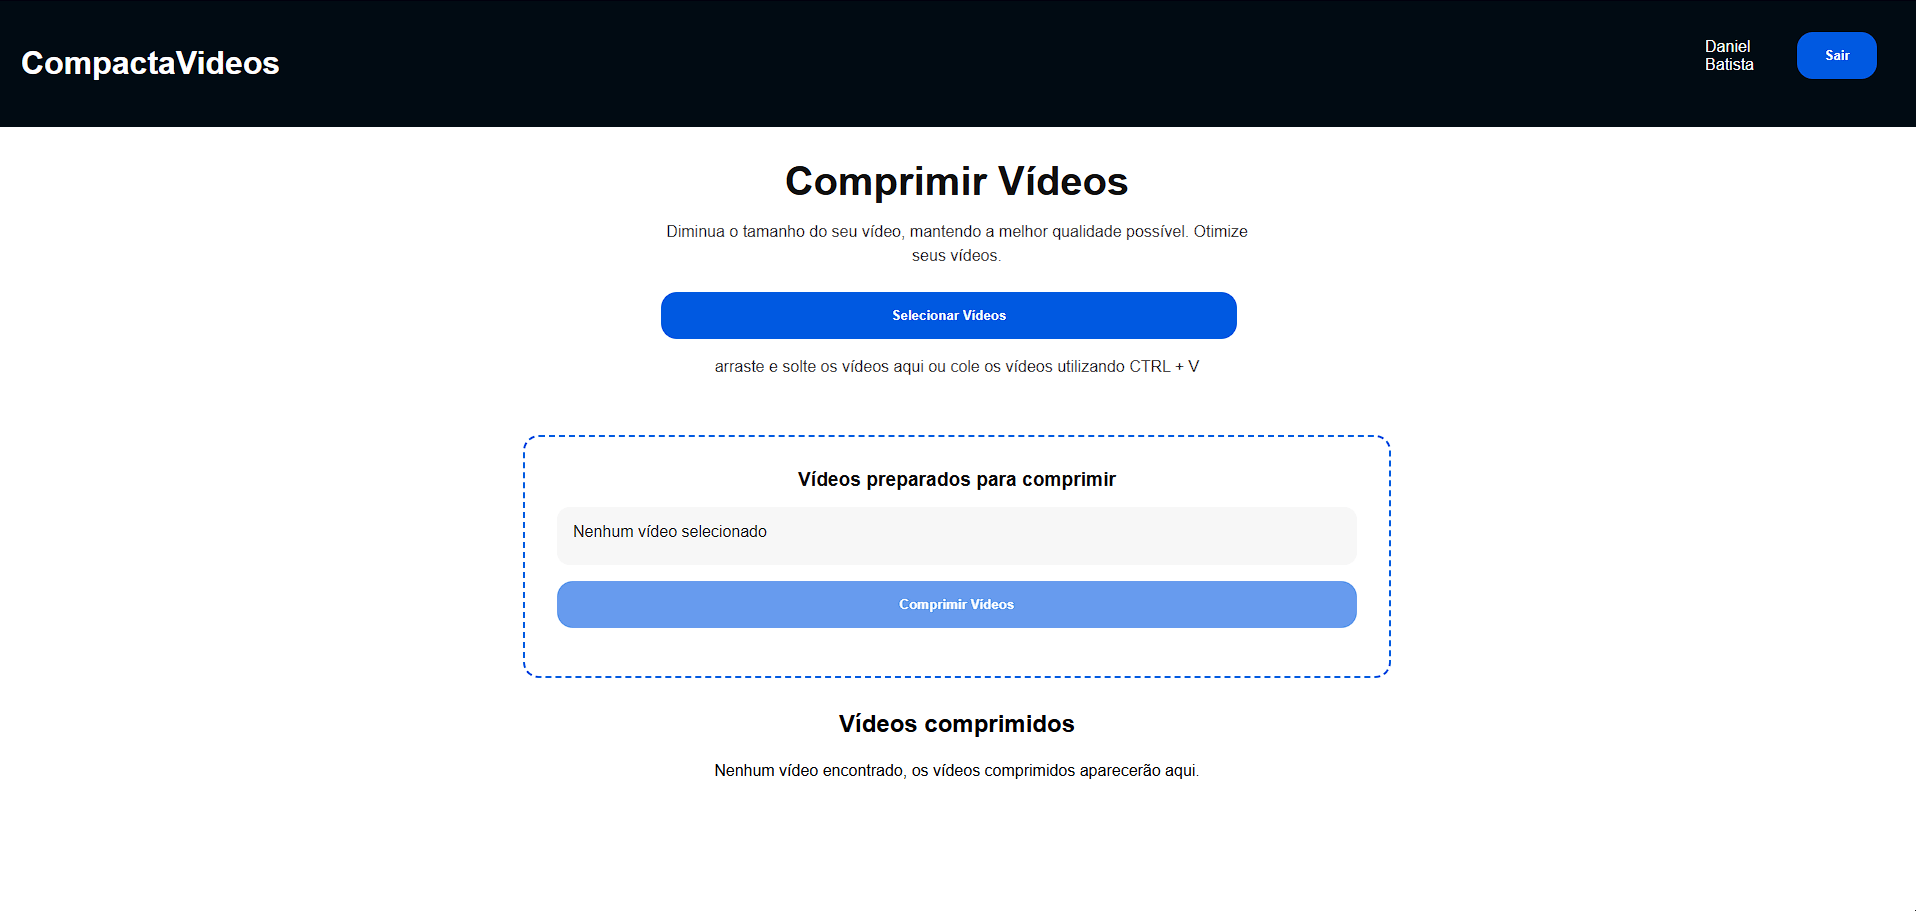 CompactaVideos
Daniel
Batista
Sair
Comprimir Vídeos
Diminua o tamanho do seu vídeo, mantendo a melhor qualidade possível. Otimize
seus vídeos.
Selecionar Vídeos
arraste e solte os vídeos aqui ou cole os vídeos utilizando CTRL + V
Vídeos preparados para comprimir
Nenhum vídeo selecionado
Comprimir Vídeos
Vídeos comprimidos
Nenhum vídeo encontrado, os vídeos comprimidos aparecerão aqui.